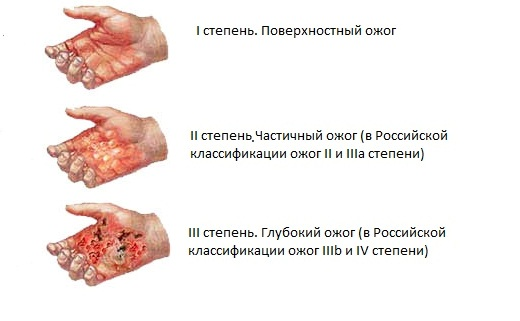 I степень. Поверхностный ожог
II степень.Частичный ожог (в Российской
классификации ожог II и IIIа степени)
III степень. Глубокий ожог (в Российской
классификации ожог IIIb и IV степени)